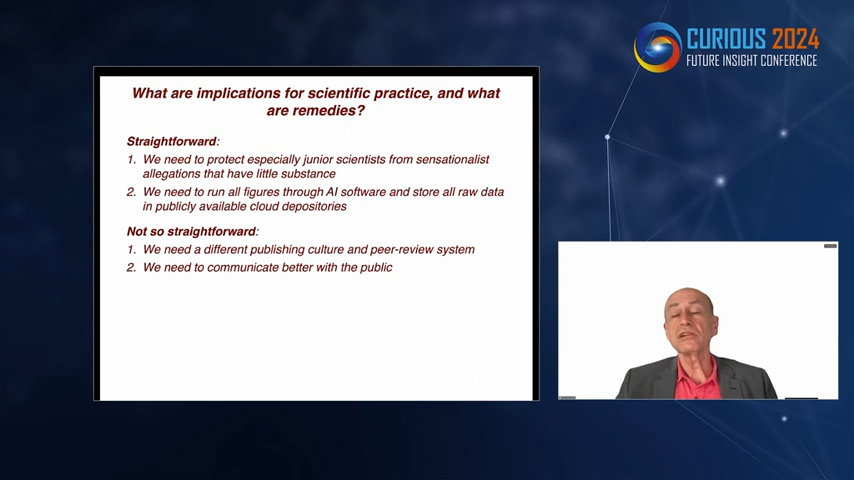 CURIOUS 2024
FUTURE INSIGHT CONFERENCE
What are implications for scientific practice, and what
are remedies?
Straightforward:
1. We need to protect especially junior scientists from sensationalist
allegations that have little substance
2. We need to run all figures through AI software and store all raw data
in publicly available cloud depositories
Not so straightforward:
1. We need a different publishing culture and peer-review system
2. We need to communicate better with the public